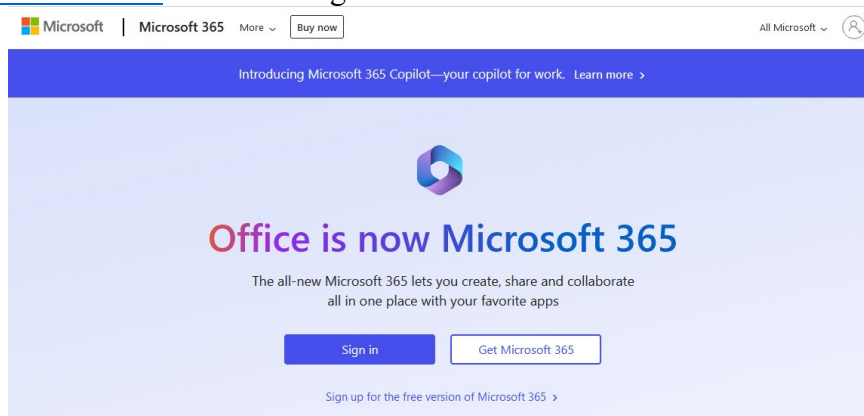 Microsoft Microsoft 365 More Buy now All Microsoft
Introducing Microsoft 365 Copilot—your copilot for work. Learn more >
Office is now Microsoft 365
The all-new Microsoft 365 lets you create, share and collaborate
all in one place with your favorite apps
Sign in Get Microsoft 365
Sign up for the free version of Microsoft 365 >